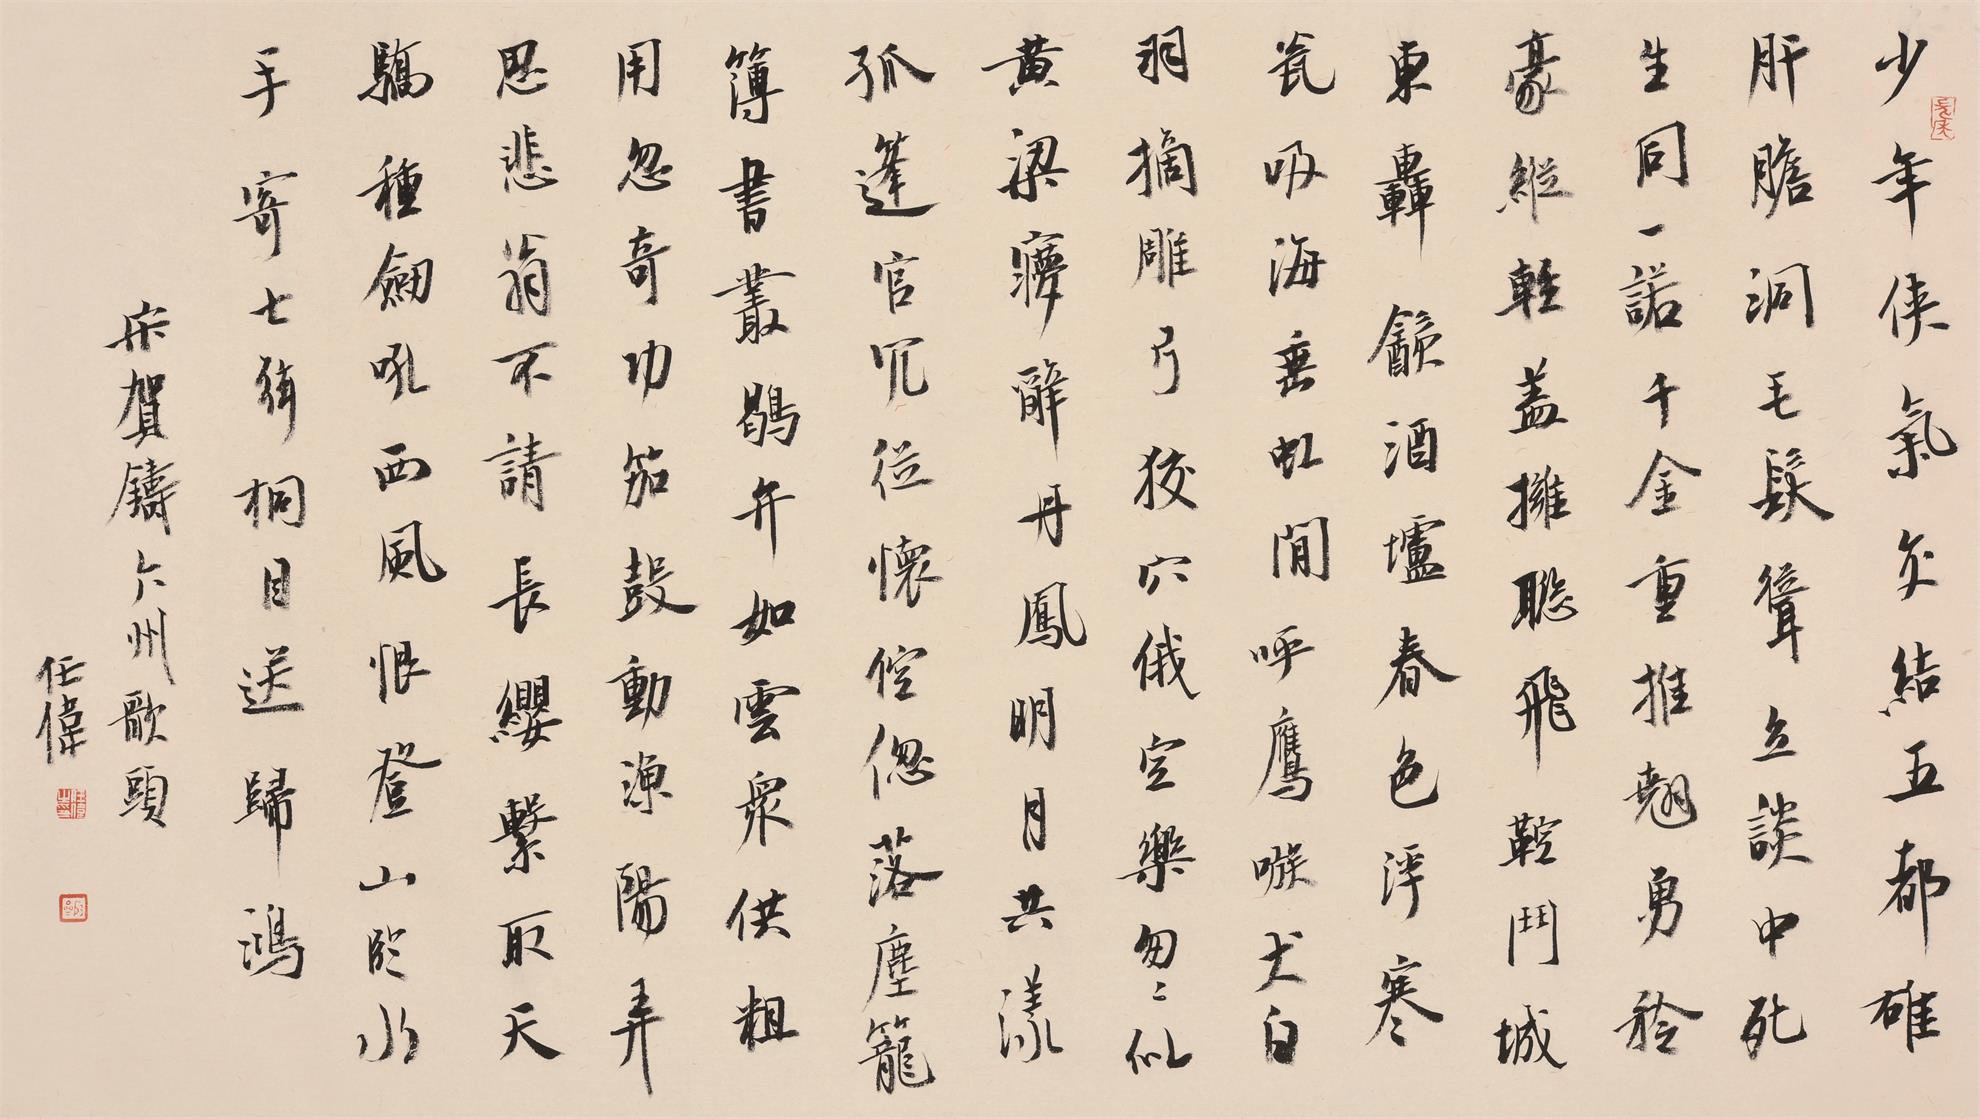 少年俠氣交結五都雄
肝膽洞毛髮聳立談中死
生同一諾千金重推翹勇矜
豪縱輕蓋擁聯飛鞚鬥城
東轟飲酒壚春色浮寒
瓮吸海垂虹閒呼鷹嗾犬白
羽摘雕弓狡穴俄空樂匆〻似
黃粱夢辭丹鳳明月共漾
孤篷官冗從懷倥傯落塵籠
簿書叢鶡弁如雲衆供粗
用忽奇功笳鼓動漁陽弄
思悲翁不請長纓繫取天
驕種劍吼西風恨登山臨水
手寄七絃桐目送歸鴻
宋賀鑄六州歌頭
任偉